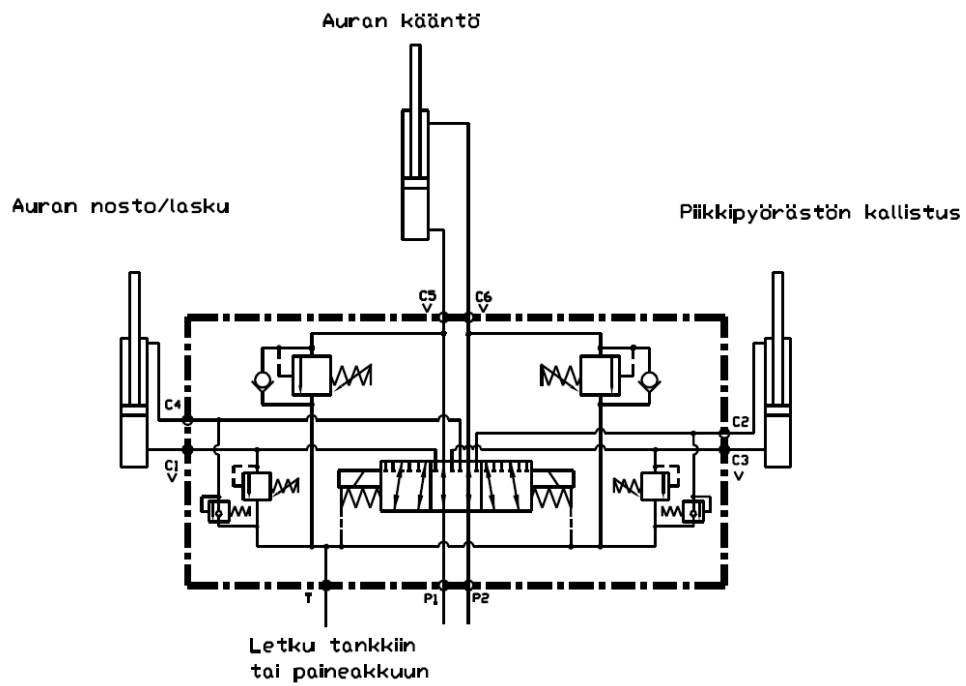 Auran kääntö
Auran nosto/lasku
Piikkipyörästön kallistus
C5
C6
C4
C2
C1
C3
T
P1
P2
Letku tankkiin
tai paineakkuun